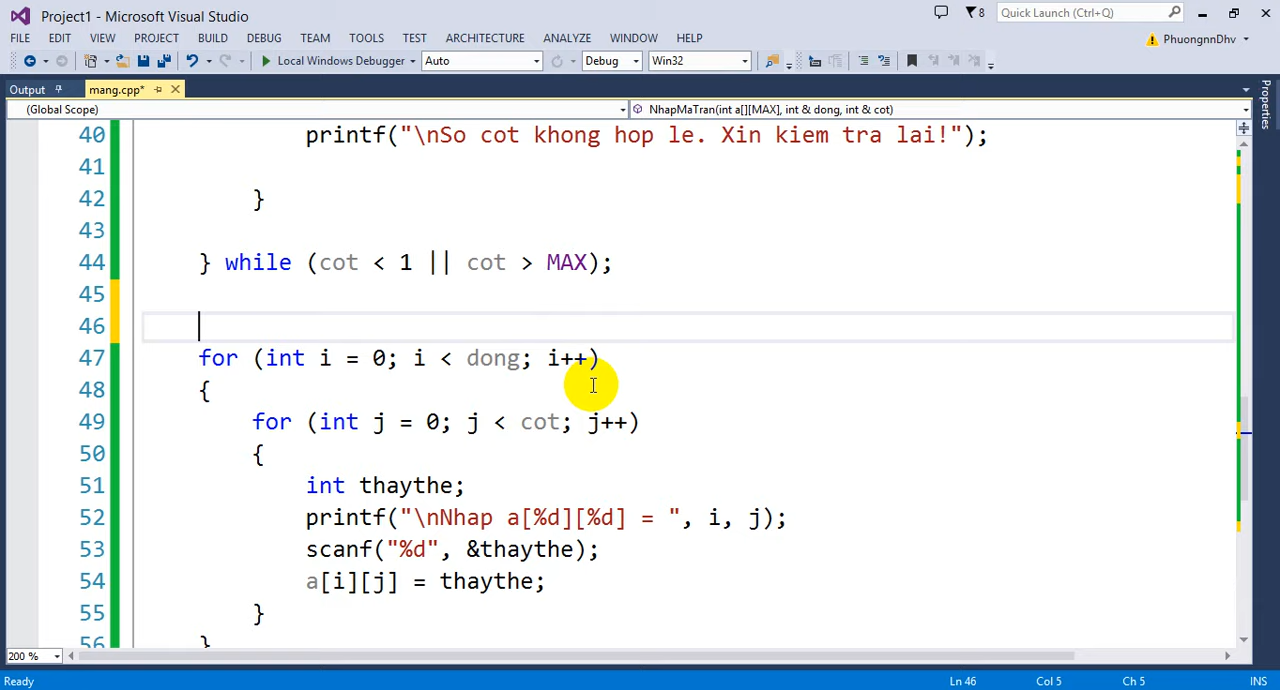 Project1 - Microsoft Visual Studio
8
Quick Launch (Ctrl+Q)
FILE EDIT VIEW PROJECT BUILD DEBUG TEAM TOOLS TEST ARCHITECTURE ANALYZE WINDOW HELP
PhuongnnDhv
Local Windows Debugger Auto Debug Win32
Output mang.cpp*
Properties
(Global Scope) NhapMaTran(int a[][MAX], int & dong, int & cot)
40 printf("\nSo cot khong hop le. Xin kiem tra lai!");
41
42 }
43
44 } while (cot < 1 || cot > MAX);
45
46
47 for (int i = 0; i < dong; i++)
48 {
49 for (int j = 0; j < cot; j++)
50 {
51 int thaythe;
52 printf("\nNhap a[%d][%d] = ", i, j);
53 scanf("%d", &thaythe);
54 a[i][j] = thaythe;
55 }
56 }
200 %
Ready Ln 46 Col 5 Ch 5 INS